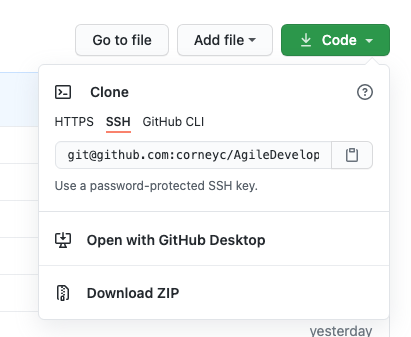 Go to file Add file Code
Clone
HTTPS SSH GitHub CLI
git@github.com:corneyc/AgileDevelop
Use a password-protected SSH key.
Open with GitHub Desktop
Download ZIP
yesterday